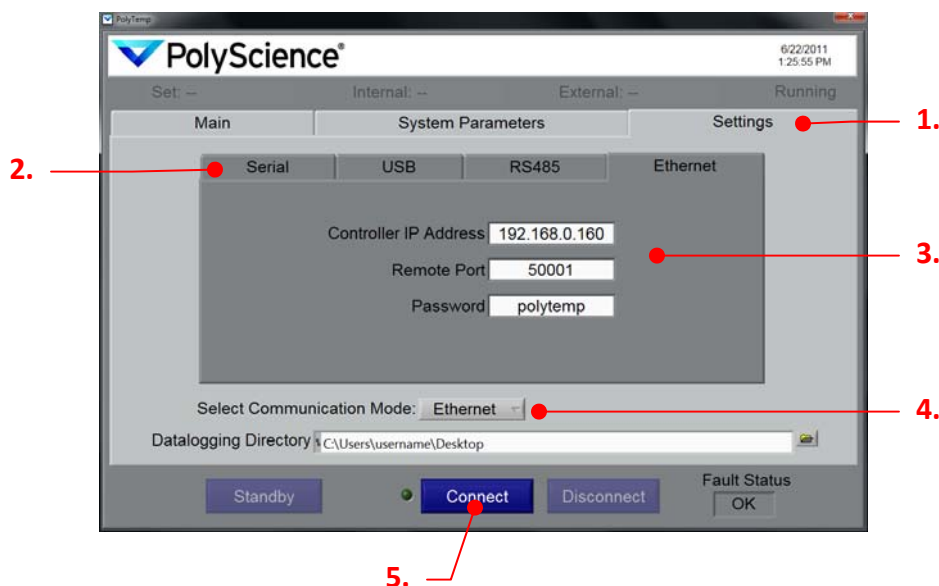 PolyTemp
PolyScience®
6/22/2011
1:25:55 PM
Set: -- Internal: -- External: -- Running
Main System Parameters Settings
1.
2.
Serial USB RS485 Ethernet
Controller IP Address 192.168.0.160
3.
Remote Port 50001
Password polytemp
Select Communication Mode: Ethernet
4.
Datalogging Directory C:\Users\username\Desktop
Standby Connect Disconnect
Fault Status
OK
5.